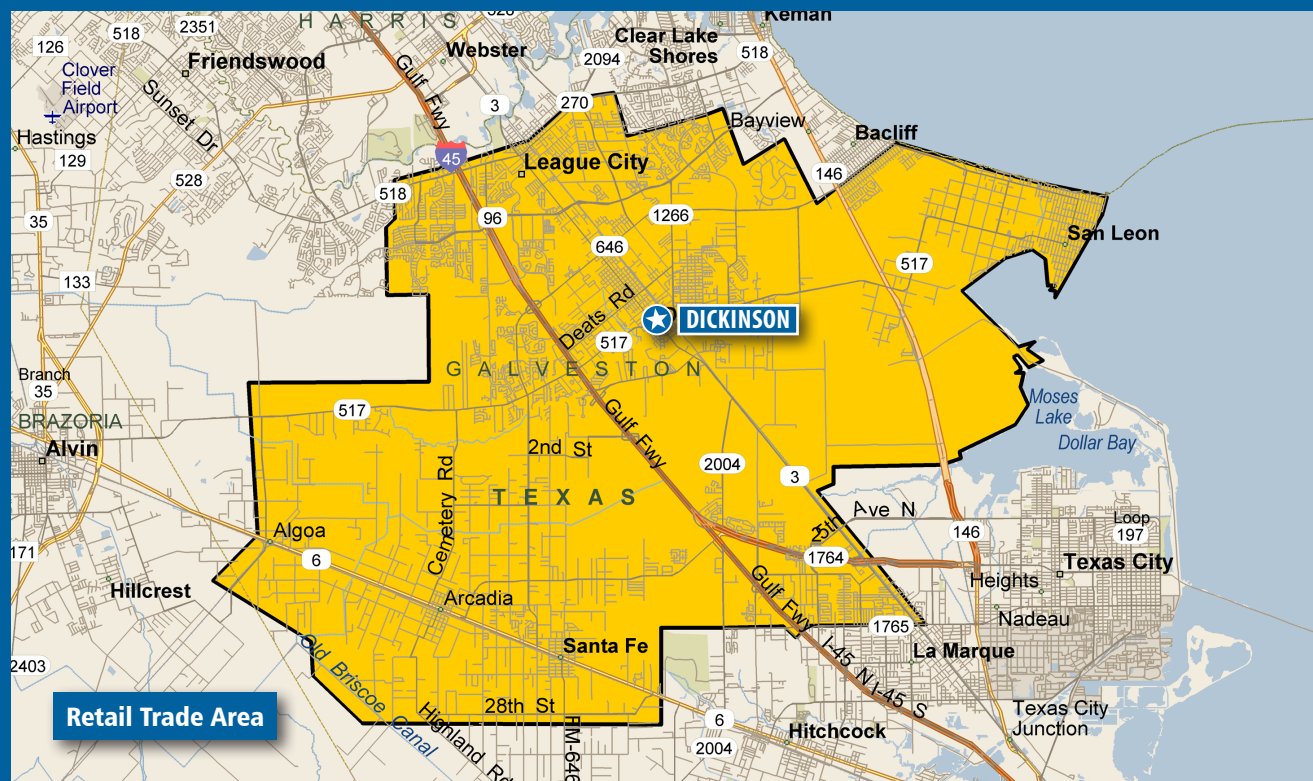 HARRIS
Kemah
518
2351
126
Friendswood
Webster
Clear Lake
Shores
2094
518
Clover
Field
Airport
Sunset Dr
Gulf Fwy
3
270
Bayview
Bacliff
Hastings
129
45
League City
146
528
518
35
96
1266
646
San Leon
517
133
Deats Rd
DICKINSON
517
GALVESTON
Branch
35
BRAZORIA
517
Moses
Lake
Dollar Bay
Alvin
2nd St
Gulf Fwy
2004
3
Cemetery Rd
TEXAS
25th Ave N
Loop
197
146
Algoa
171
6
1764
Texas City
Heights
Hillcrest
Arcadia
Gulf Fwy
Nadeau
1765
Santa Fe
La Marque
2403
Old Briscoe Canal
I-45 N
I-45 S
Retail Trade Area
28th St
Highland Rd
FM-646
6
2004
Hitchcock
Texas City
Junction